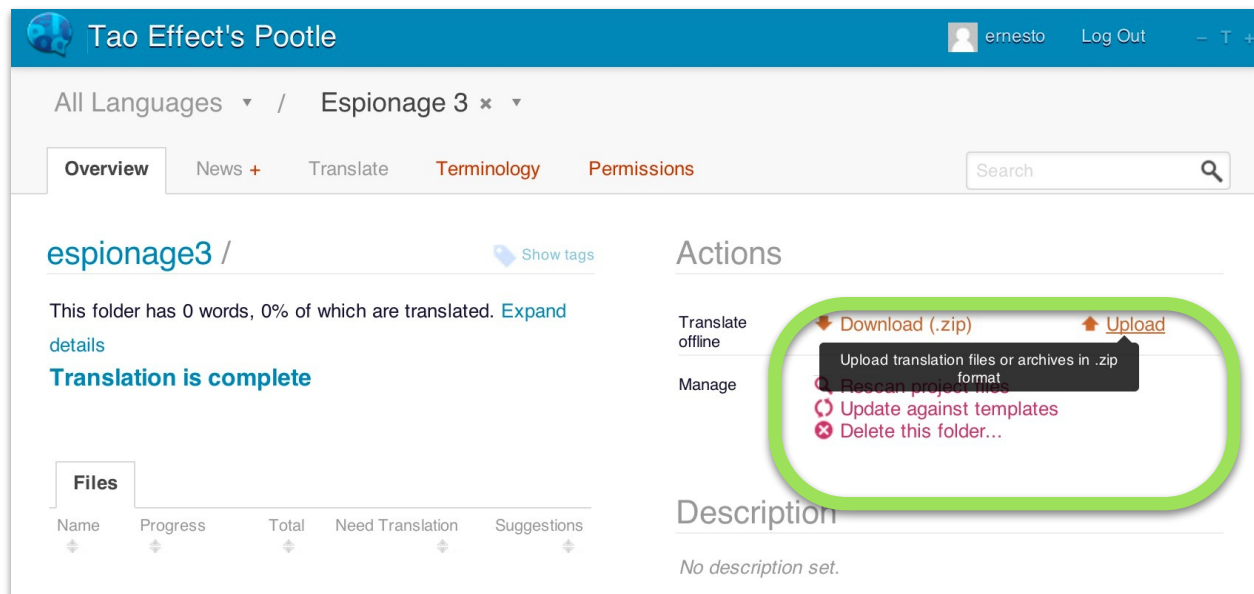 Tao Effect's Pootle
ernesto Log Out − T +
All Languages / Espionage 3 ×
Overview News + Translate Terminology Permissions
Search
espionage3 /
Show tags
This folder has 0 words, 0% of which are translated. Expand
details
Translation is complete
Files
Name Progress Total Need Translation Suggestions
Actions
Translate
offline
Download (.zip) Upload
Upload translation files or archives in .zip
format
Manage
Rescan project files
Update against templates
Delete this folder...
Description
No description set.